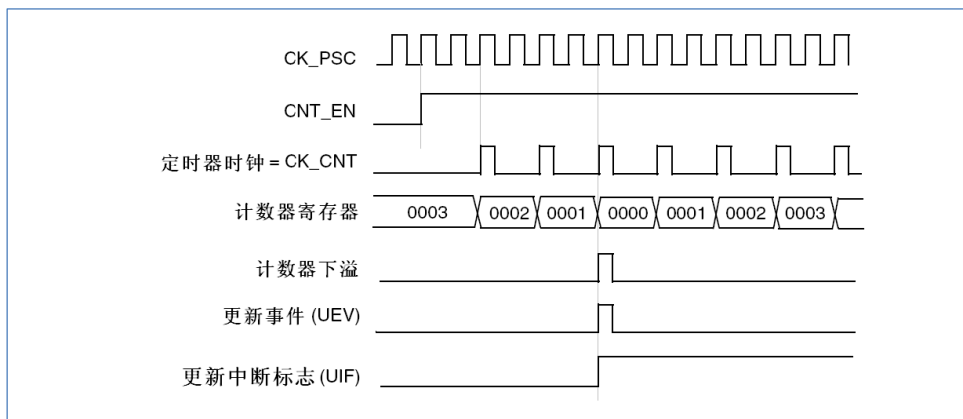 CK_PSC
CNT_EN
定时器时钟 = CK_CNT
计数器寄存器 0003 0002 0001 0000 0001 0002 0003
计数器下溢
更新事件 (UEV)
更新中断标志 (UIF)